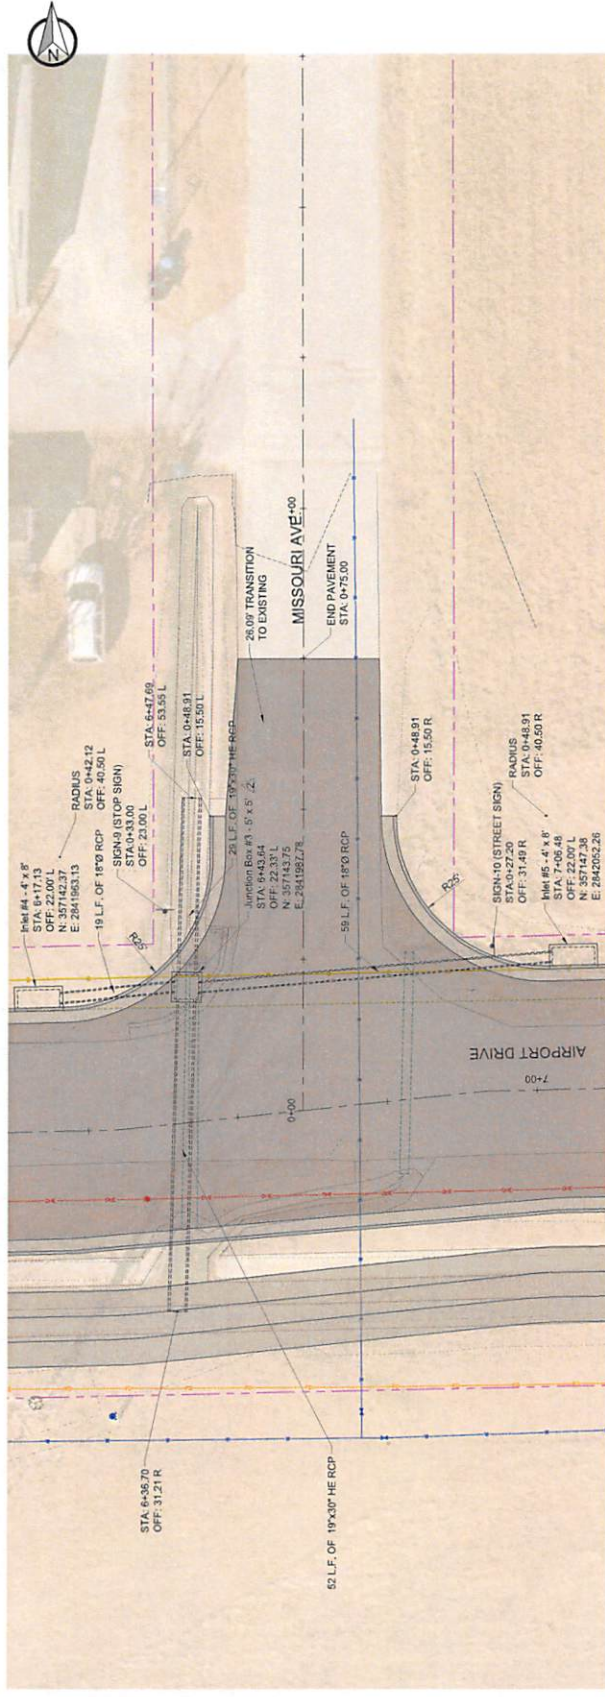 N
MISSOURI AVE
1+00
26.09' TRANSITION
TO EXISTING
END PAVEMENT
STA: 0+75.00
STA: 6+47.69
OFF: 53.55 L
STA: 0+48.91
OFF: 15.50 L
RADIUS
STA: 0+42.12
OFF: 40.50 L
SIGN-9 (STOP SIGN)
STA:0+33.00
OFF: 23.00 L
Inlet #4 - 4' x 8'
STA: 6+17.13
OFF: 22.00' L
N: 357142.37
E: 2841963.13
19 L.F. OF 18"Ø RCP
R25'
29 L.F. OF 19"x30" HE RCP
Junction Box #3 - 5' x 5'
STA: 6+43.64
OFF: 22.33' L
N: 357143.75
59 L.F. OF 18"Ø RCP
STA: 0+48.91
OFF: 15.50 R
R25'
SIGN-10 (STREET SIGN)
STA:0+27.20
OFF: 31.49 R
RADIUS
STA: 0+48.91
OFF: 40.50 R
Inlet #5 - 4' x 8'
STA: 7+06.48
OFF: 22.00' L
N: 357147.38
E: 2842052.26
AIRPORT DRIVE
7+00
0+00
STA: 6+36.70
OFF: 31.21 R
52 L.F. OF 19"x30" HE RCP